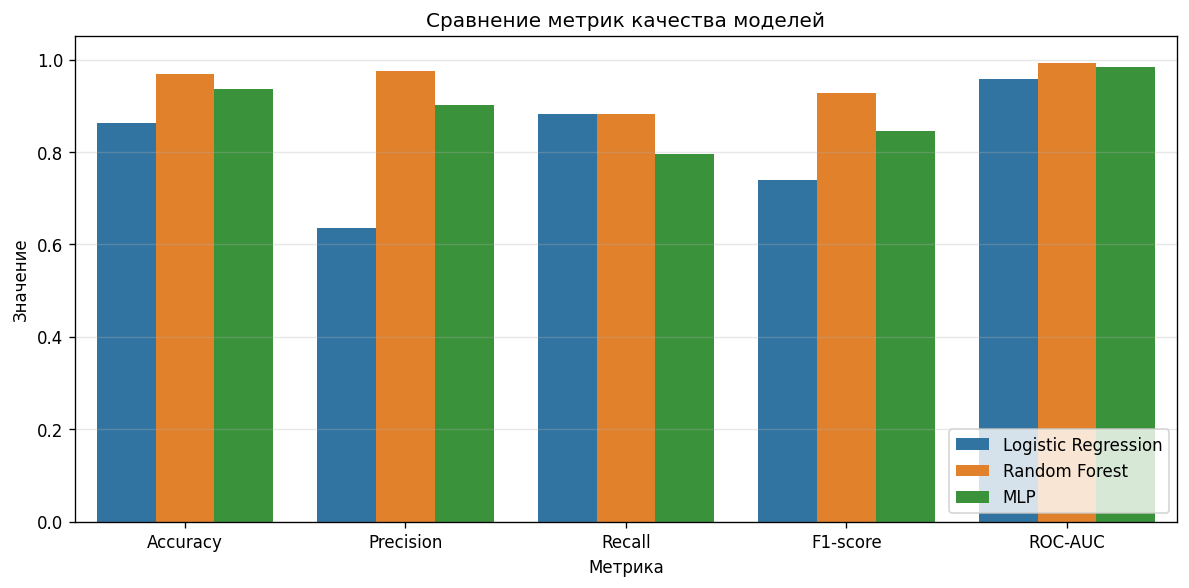 Сравнение метрик качества моделей
Значение
1.0
0.8
0.6
0.4
0.2
0.0
Accuracy
Precision
Recall
F1-score
ROC-AUC
Метрика
Logistic Regression
Random Forest
MLP